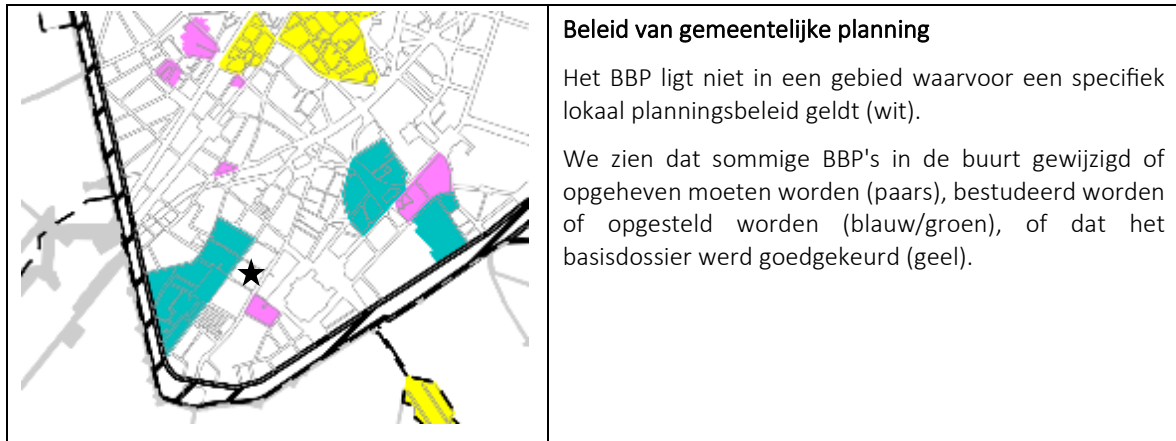 Beleid van gemeentelijke planning
Het BBP ligt niet in een gebied waarvoor een specifiek
lokaal planningsbeleid geldt (wit).
We zien dat sommige BBP's in de buurt gewijzigd of
opgeheven moeten worden (paars), bestudeerd worden
of opgesteld worden (blauw/groen), of dat het
basisdossier werd goedgekeurd (geel).